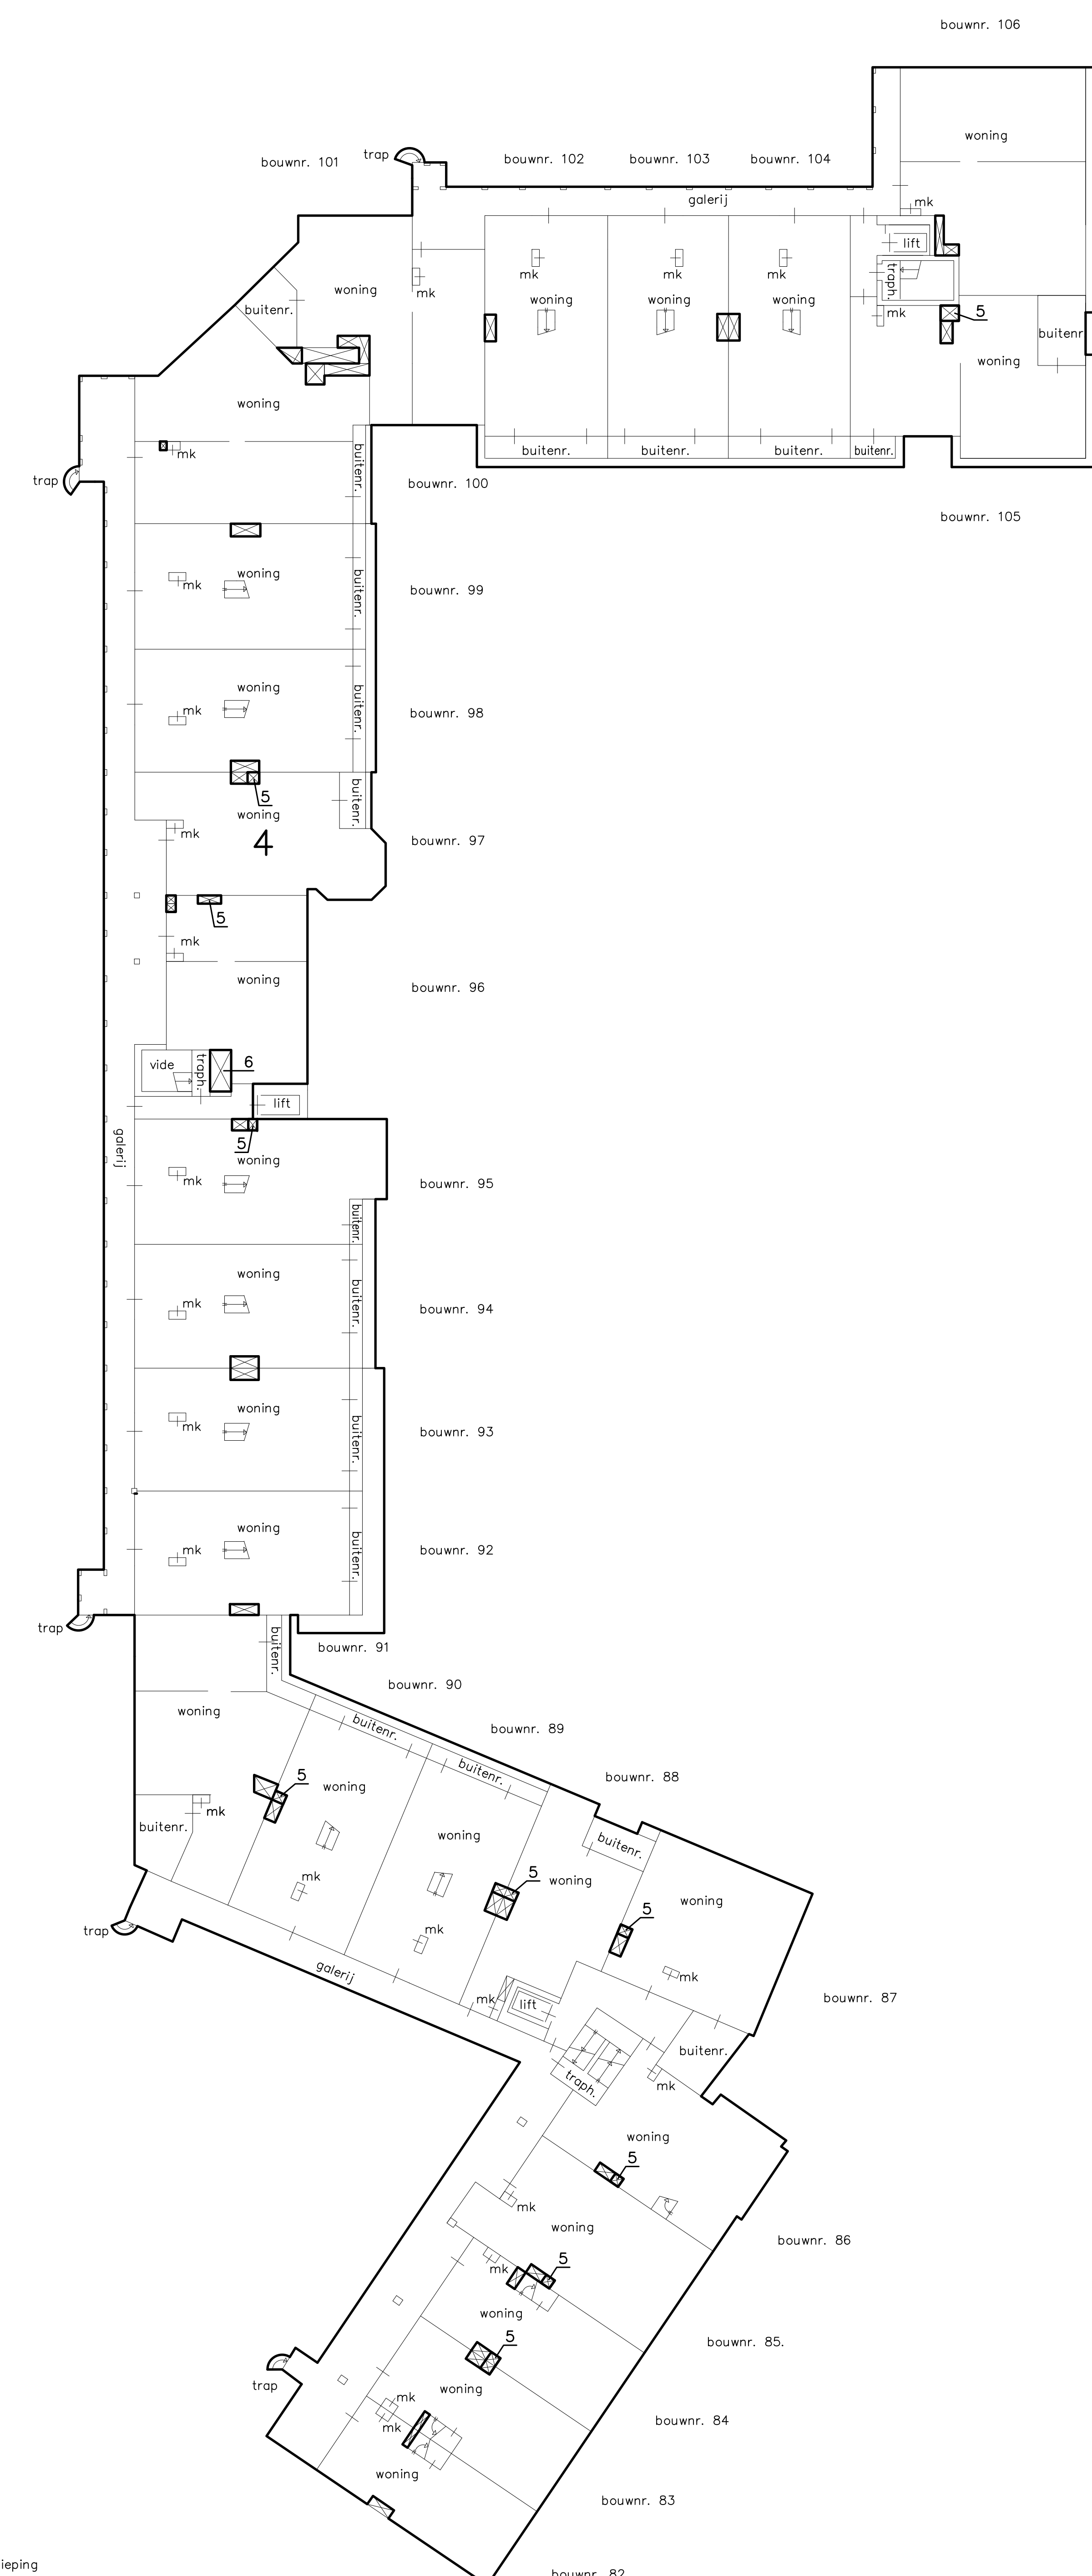 bouwnr. 106
woning
bouwnr. 101
trap
bouwnr. 102
bouwnr. 103
bouwnr. 104
galerij
mk
lift
traph.
mk
5
woning
buitenr.
woning
buitenr.
mk
mk
woning
mk
woning
mk
woning
buitenr.
buitenr.
buitenr.
buitenr.
bouwnr. 105
woning
mk
buitenr.
trap
bouwnr. 100
woning
mk
buitenr.
bouwnr. 99
woning
mk
buitenr.
bouwnr. 98
5
woning
buitenr.
mk
4
bouwnr. 97
5
mk
woning
bouwnr. 96
vide
traph.
6
lift
galerij
5
woning
mk
bouwnr. 95
buitenr.
woning
mk
buitenr.
bouwnr. 94
woning
mk
buitenr.
bouwnr. 93
woning
mk
buitenr.
bouwnr. 92
trap
buitenr.
bouwnr. 91
bouwnr. 90
woning
buitenr.
bouwnr. 89
buitenr.
5
woning
bouwnr. 88
mk
buitenr.
woning
buitenr.
mk
5
woning
woning
5
trap
mk
galerij
mk
lift
mk
bouwnr. 87
buitenr.
traph.
mk
woning
5
mk
woning
bouwnr. 86
5
mk
woning
bouwnr. 85.
5
trap
woning
mk
bouwnr. 84
mk
woning
bouwnr. 83
ieping
bouwnr. 82